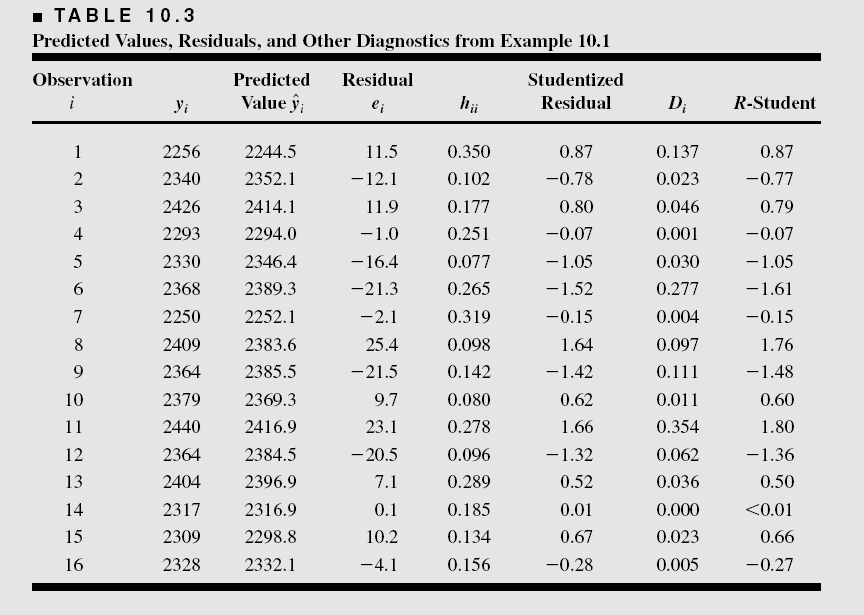 ■ TABLE 10.3
Predicted Values, Residuals, and Other Diagnostics from Example 10.1
Observation Predicted Residual Studentized
i yᵢ Value ŷᵢ eᵢ hᵢᵢ Residual Dᵢ R-Student
1 2256 2244.5 11.5 0.350 0.87 0.137 0.87
2 2340 2352.1 −12.1 0.102 −0.78 0.023 −0.77
3 2426 2414.1 11.9 0.177 0.80 0.046 0.79
4 2293 2294.0 −1.0 0.251 −0.07 0.001 −0.07
5 2330 2346.4 −16.4 0.077 −1.05 0.030 −1.05
6 2368 2389.3 −21.3 0.265 −1.52 0.277 −1.61
7 2250 2252.1 −2.1 0.319 −0.15 0.004 −0.15
8 2409 2383.6 25.4 0.098 1.64 0.097 1.76
9 2364 2385.5 −21.5 0.142 −1.42 0.111 −1.48
10 2379 2369.3 9.7 0.080 0.62 0.011 0.60
11 2440 2416.9 23.1 0.278 1.66 0.354 1.80
12 2364 2384.5 −20.5 0.096 −1.32 0.062 −1.36
13 2404 2396.9 7.1 0.289 0.52 0.036 0.50
14 2317 2316.9 0.1 0.185 0.01 0.000 <0.01
15 2309 2298.8 10.2 0.134 0.67 0.023 0.66
16 2328 2332.1 −4.1 0.156 −0.28 0.005 −0.27